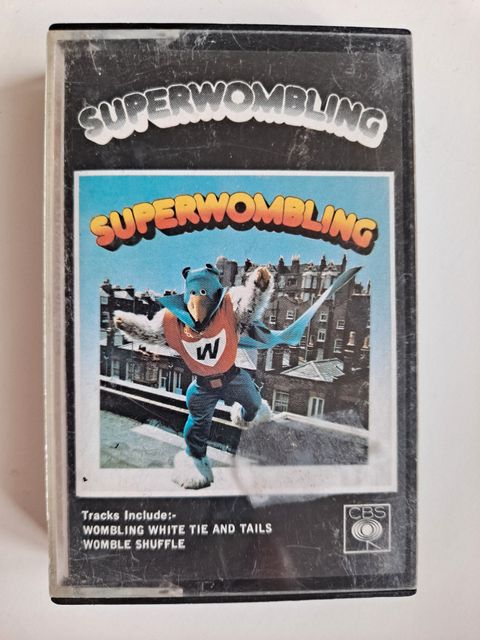 SUPERWOMBLING
SUPERWOMBLING
W
Tracks Include:-
WOMBLING WHITE TIE AND TAILS
WOMBLE SHUFFLE
CBS